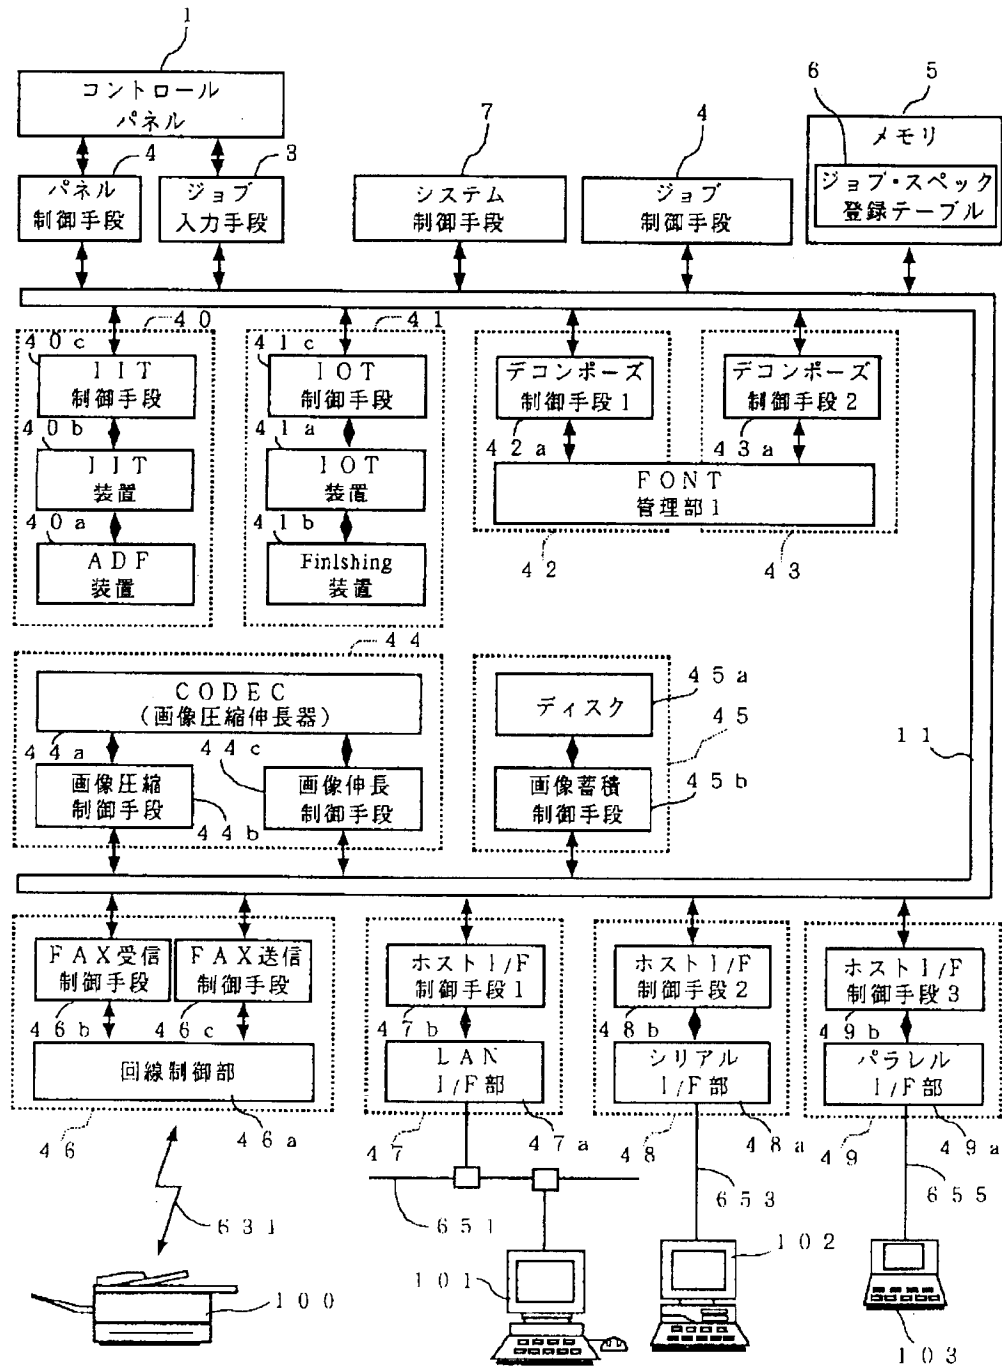 1
コントロール
パネル
4
3
パネル
制御手段
ジョブ
入力手段
7
システム
制御手段
4
ジョブ
制御手段
6
5
メモリ
ジョブ・スペック
登録テーブル
40
40c
IIT
制御手段
40b
IIT
装置
40a
ADF
装置
41
41c
IOT
制御手段
41a
IOT
装置
41b
Finlshing
装置
デコンポーズ
制御手段1
42a
デコンポーズ
制御手段2
43a
FONT
管理部1
42
43
44
CODEC
(画像圧縮伸長器)
44a
44c
画像圧縮
制御手段
44b
画像伸長
制御手段
ディスク
45a
45
画像蓄積
制御手段
45b
11
FAX受信
制御手段
FAX送信
制御手段
46b
46c
回線制御部
46
46a
ホストI/F
制御手段1
47b
LAN
I/F部
47
47a
ホストI/F
制御手段2
48b
シリアル
I/F部
48
48a
ホストI/F
制御手段3
49b
パラレル
I/F部
49
49a
631
651
653
655
100
101
102
103